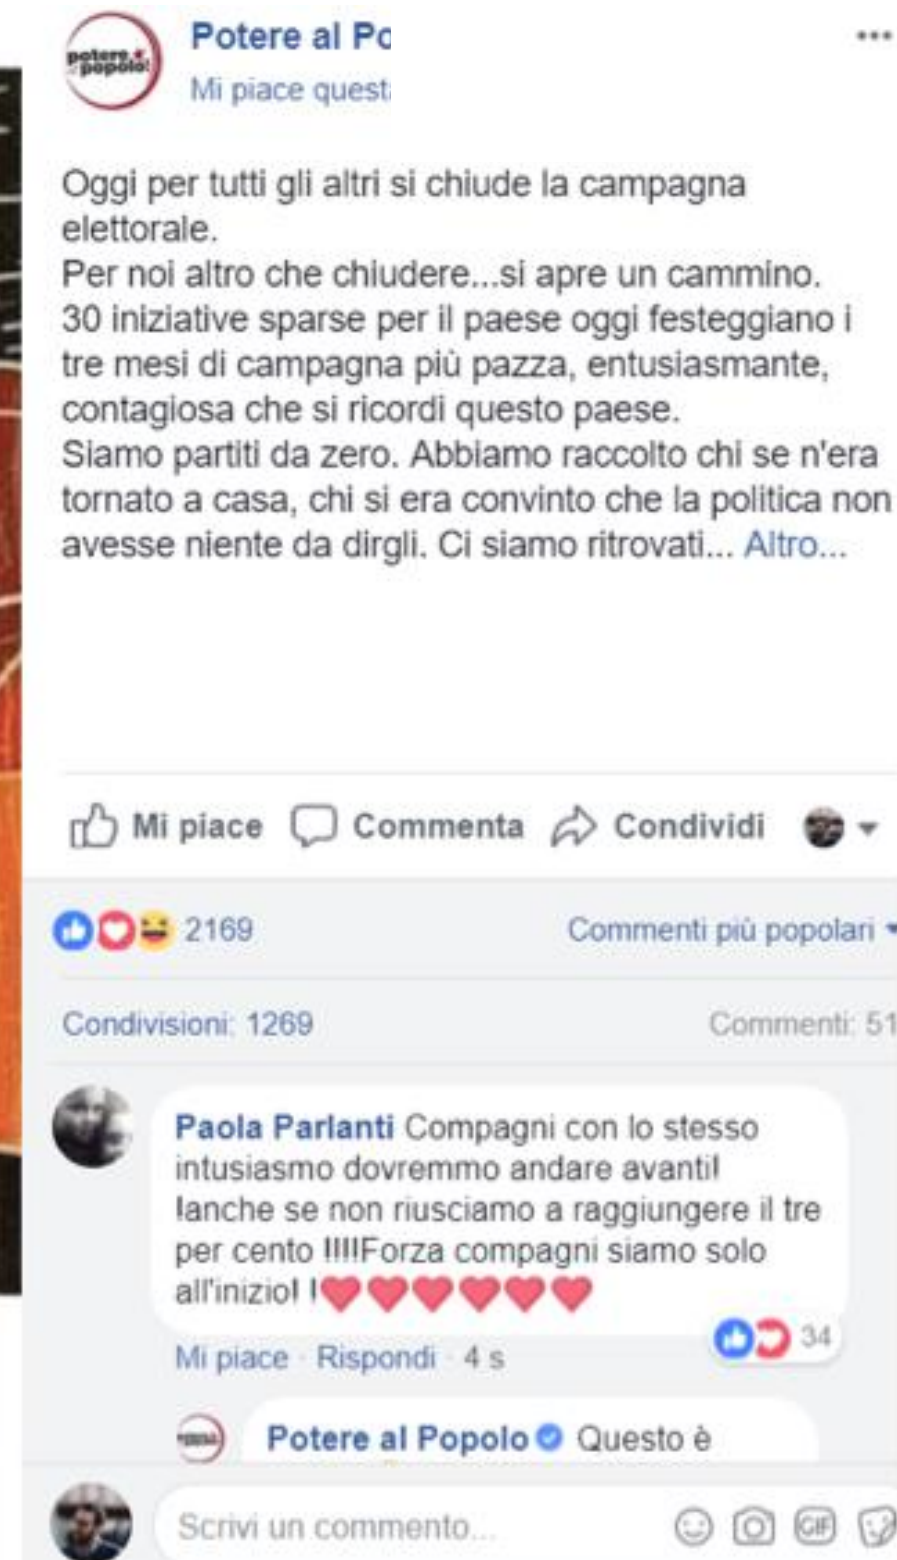 potere al popolo!
Potere al Po
Mi piace quest
Oggi per tutti gli altri si chiude la campagna
elettorale.
Per noi altro che chiudere...si apre un cammino.
30 iniziative sparse per il paese oggi festeggiano i
tre mesi di campagna più pazza, entusiasmante,
contagiosa che si ricordi questo paese.
Siamo partiti da zero. Abbiamo raccolto chi se n'era
tornato a casa, chi si era convinto che la politica non
avesse niente da dirgli. Ci siamo ritrovati... Altro...
Mi piace Commenta Condividi
2169 Commenti più popolari
Condivisioni: 1269 Commenti: 51
Paola Parlanti Compagni con lo stesso
intusiasmo dovremmo andare avanti!
!anche se non riusciamo a raggiungere il tre
per cento !!!!Forza compagni siamo solo
all'inizio! !❤❤❤❤❤❤
34
Mi piace · Rispondi · 4 s
Potere al Popolo Questo è
Scrivi un commento...
GIF